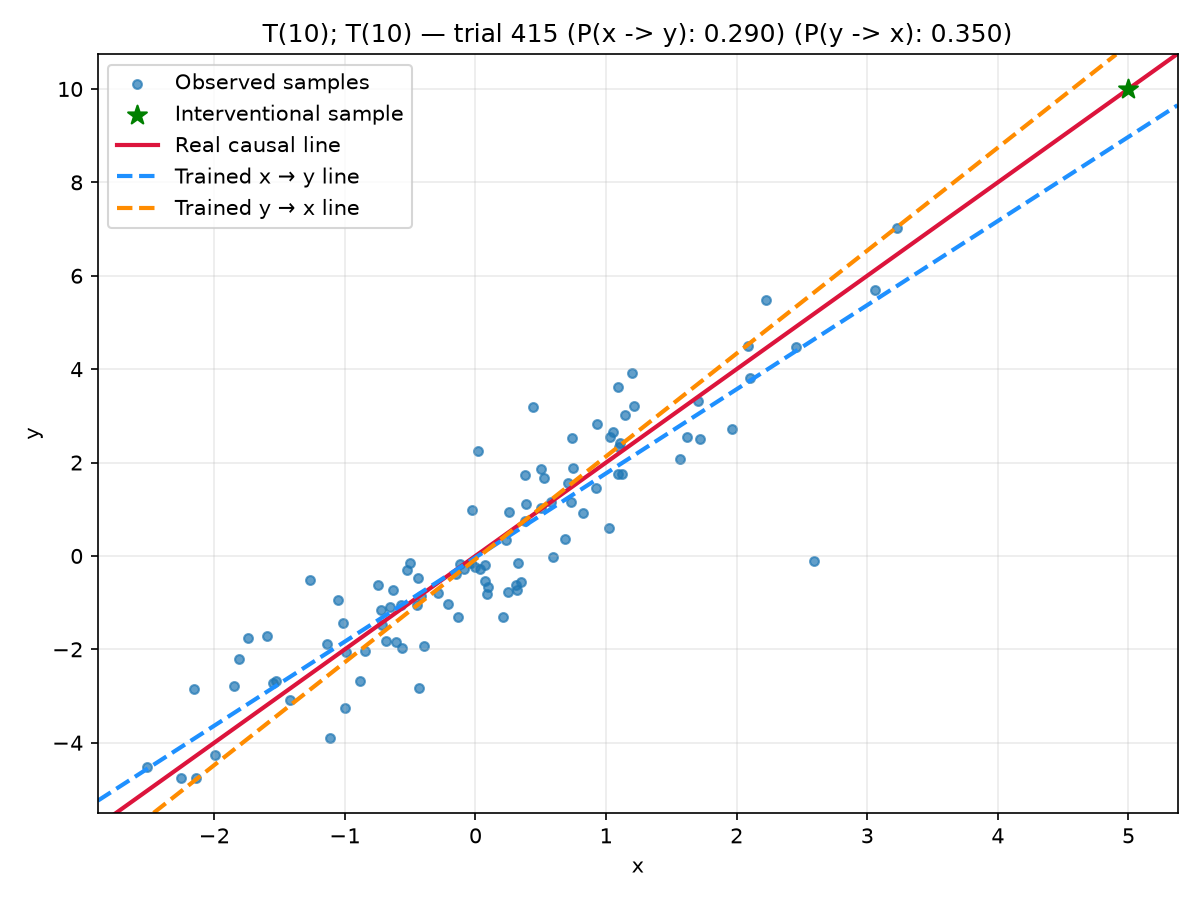 T(10); T(10) — trial 415 (P(x -> y): 0.290) (P(y -> x): 0.350)
Observed samples
Interventional sample
Real causal line
Trained x → y line
Trained y → x line
10
8
6
4
2
0
−2
−4
y
−2 −1 0 1 2 3 4 5
x